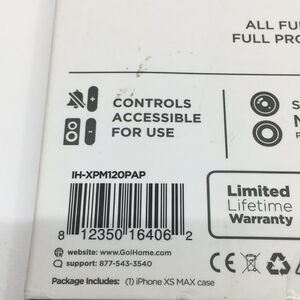 ALL FU
FULL PRO
CONTROLS
ACCESSIBLE
FOR USE
S
N
P
IH-XPM120PAP
8 12350 16406 2
Limited
Lifetime
Warranty
website: www.GoiHome.com
support: 877-543-3540
CE
Package Includes: (1) iPhone XS MAX case